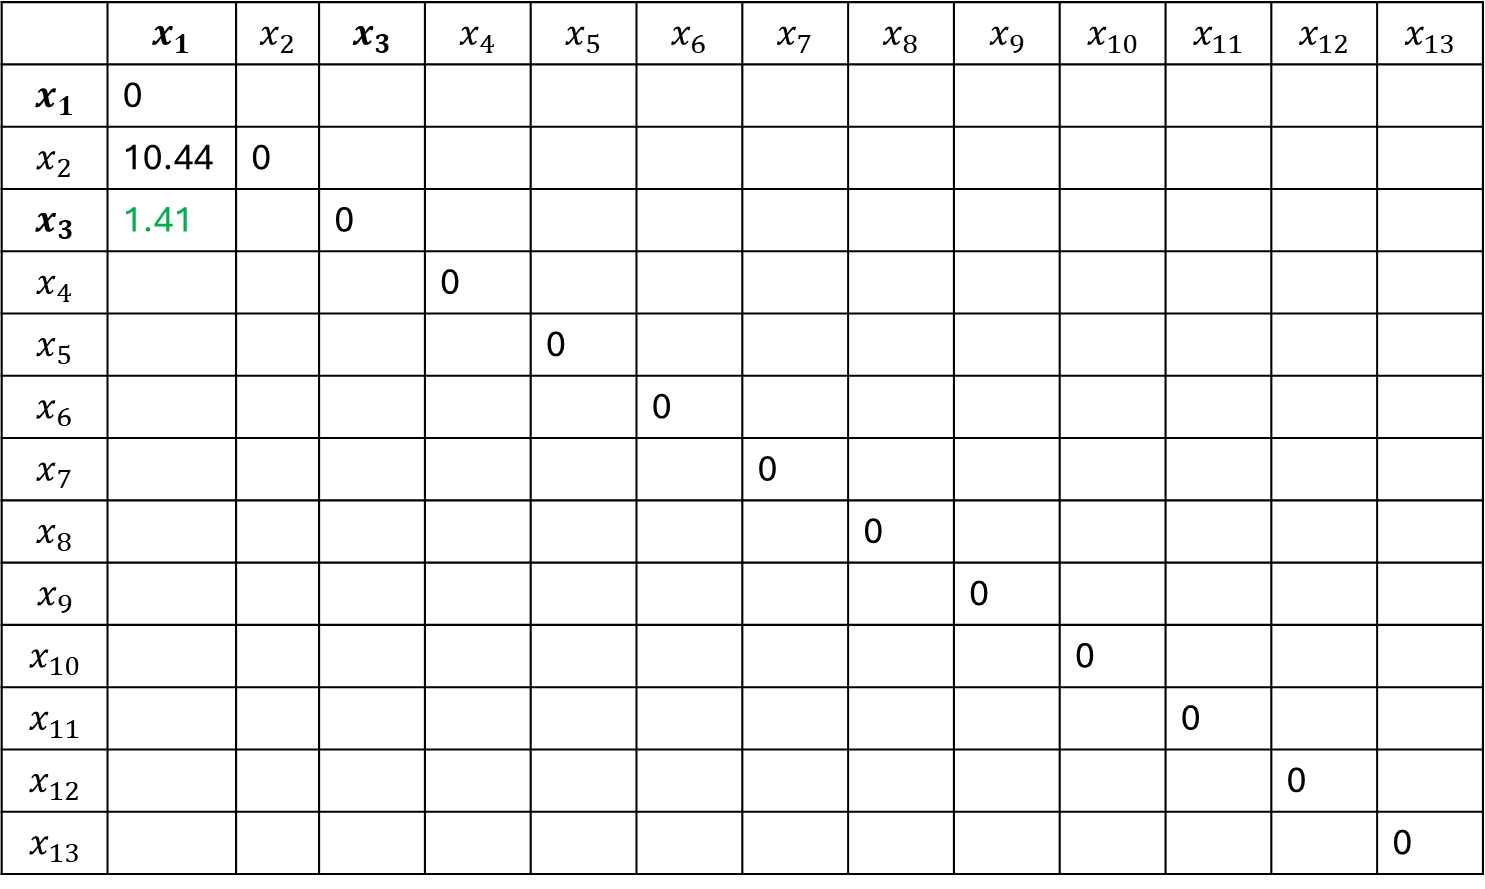 x₁ x₂ x₃ x₄ x₅ x₆ x₇ x₈ x₉ x₁₀ x₁₁ x₁₂ x₁₃
x₁ 0
x₂ 10.44 0
x₃ 1.41 0
x₄ 0
x₅ 0
x₆ 0
x₇ 0
x₈ 0
x₉ 0
x₁₀ 0
x₁₁ 0
x₁₂ 0
x₁₃ 0